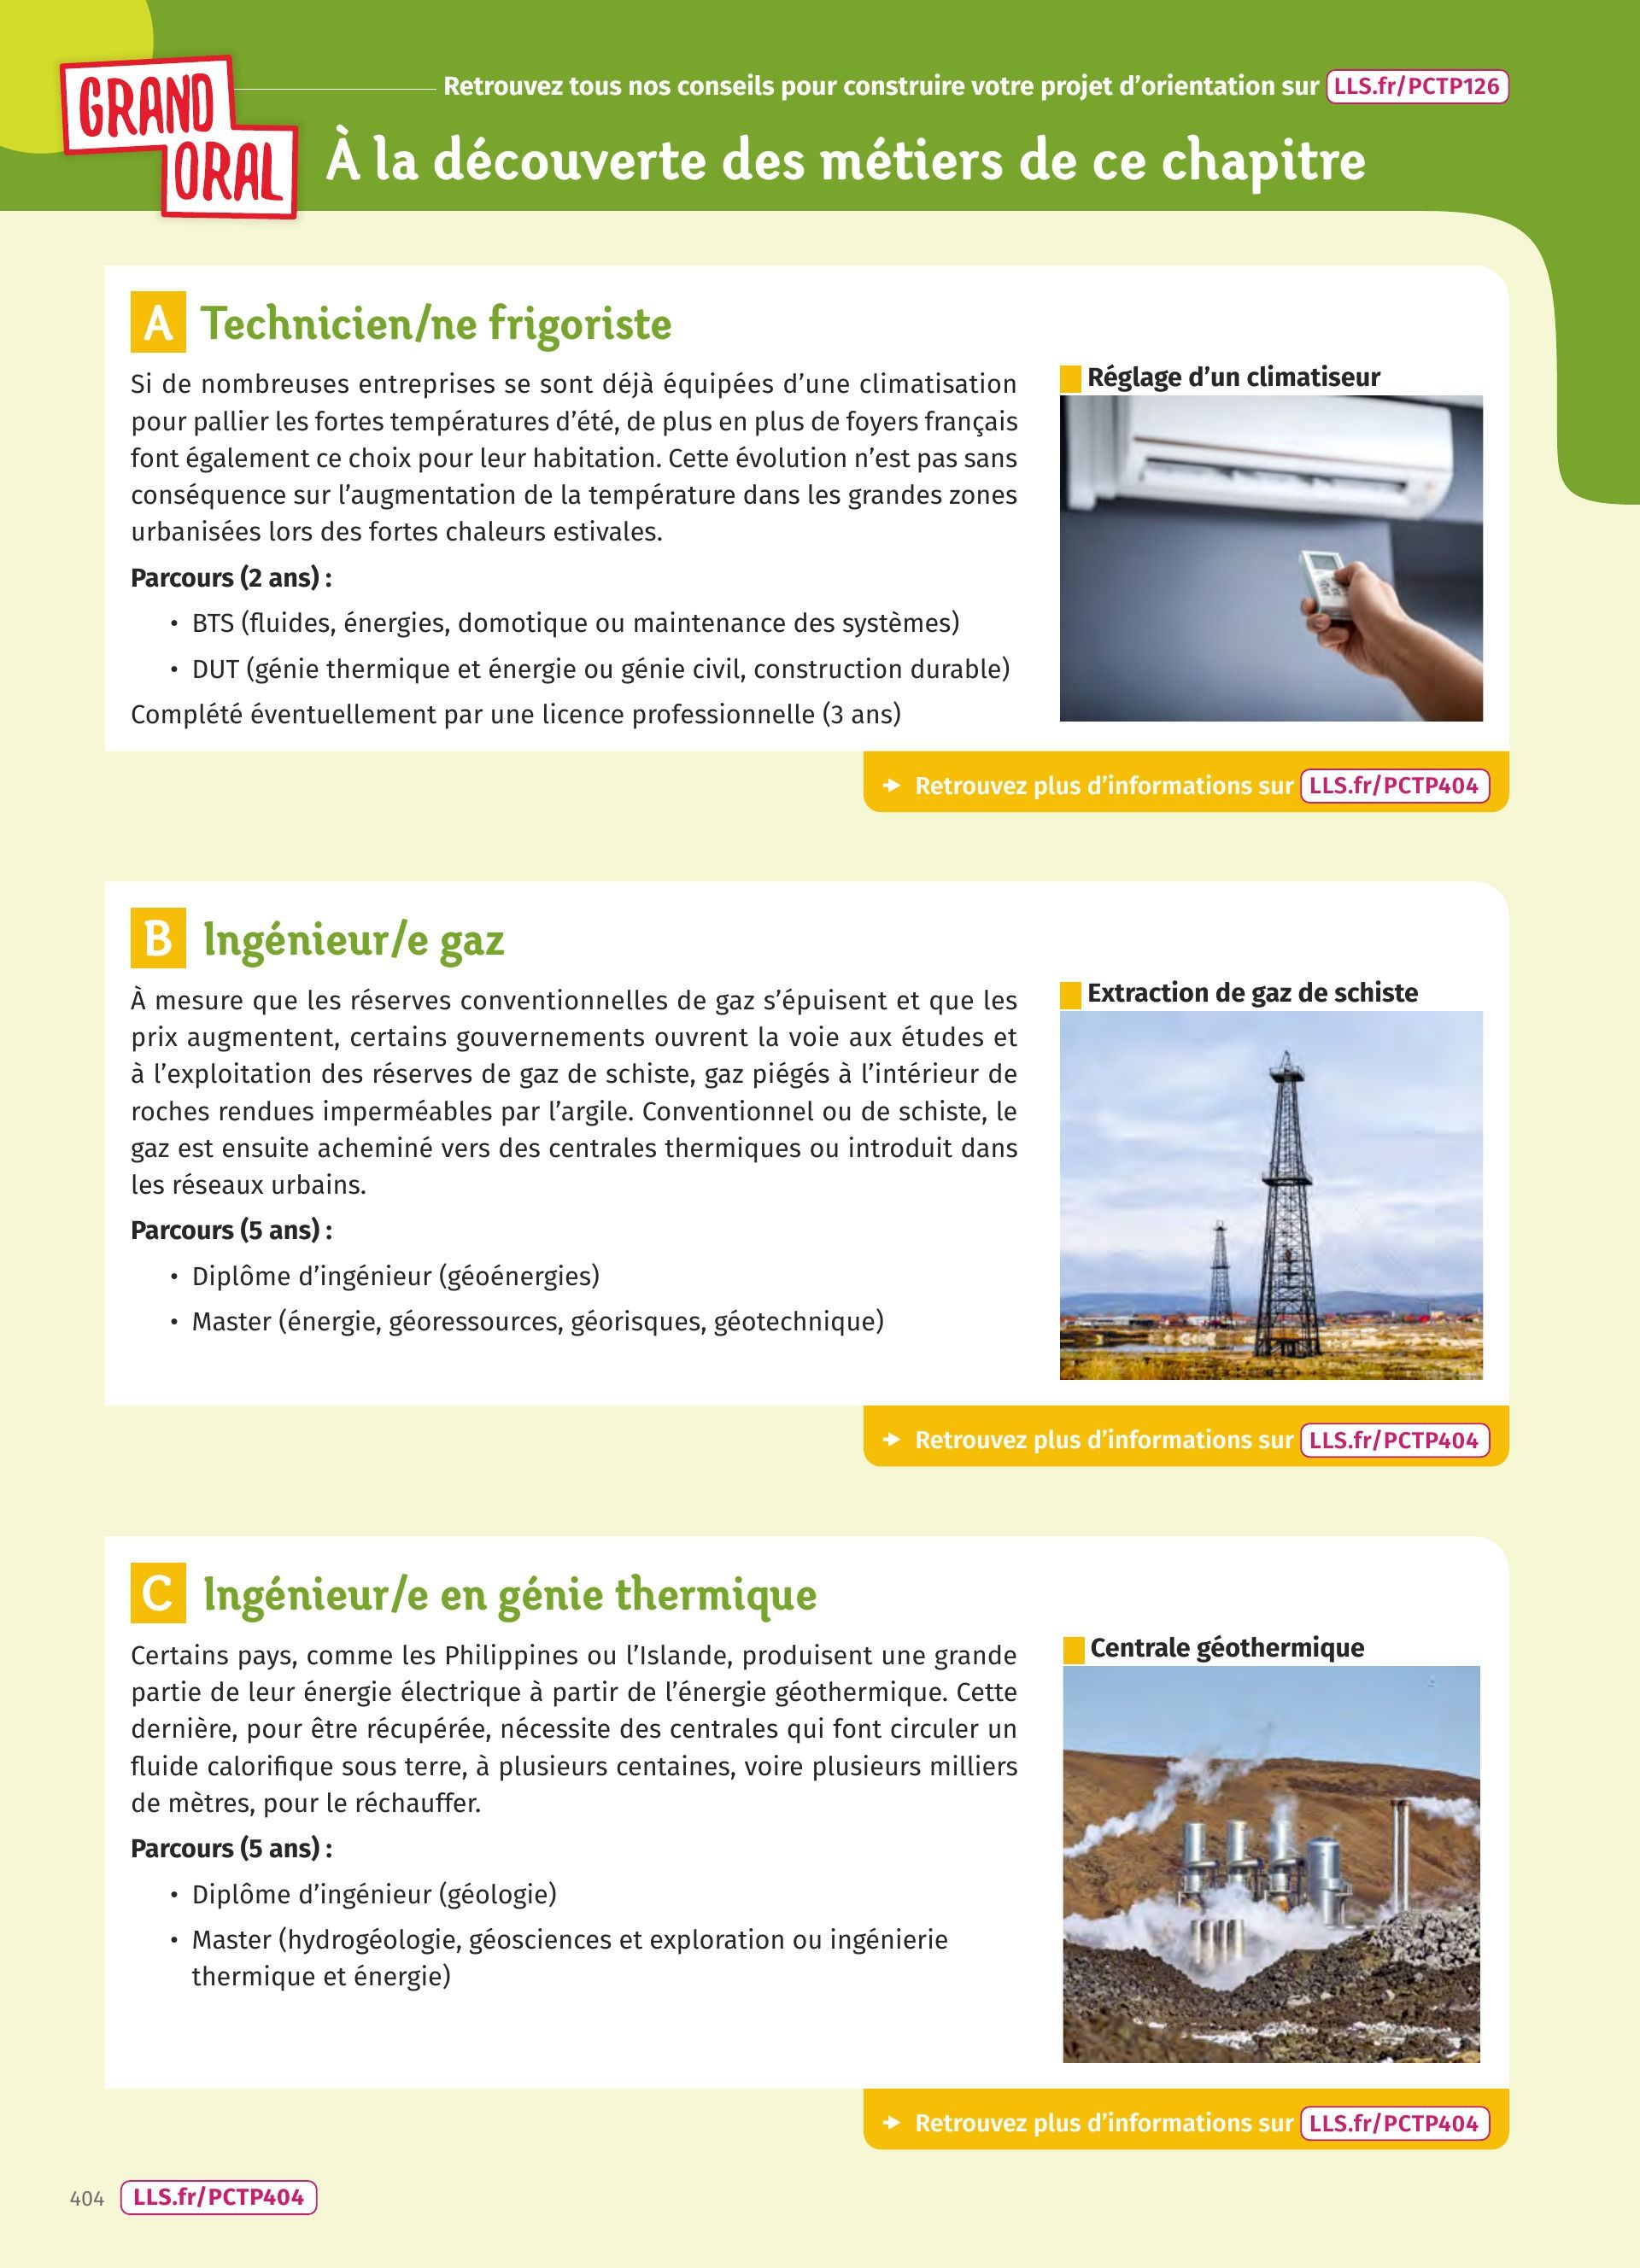 GRAND
ORAL
Retrouvez tous nos conseils pour construire votre projet d’orientation sur LLS.fr/PCTP126
À la découverte des métiers de ce chapitre
A Technicien/ne frigoriste
Si de nombreuses entreprises se sont déjà équipées d’une climatisation
pour pallier les fortes températures d’été, de plus en plus de foyers français
font également ce choix pour leur habitation. Cette évolution n’est pas sans
conséquence sur l’augmentation de la température dans les grandes zones
urbanisées lors des fortes chaleurs estivales.
Parcours (2 ans) :
• BTS (fluides, énergies, domotique ou maintenance des systèmes)
• DUT (génie thermique et énergie ou génie civil, construction durable)
Complété éventuellement par une licence professionnelle (3 ans)
Réglage d’un climatiseur
Retrouvez plus d’informations sur LLS.fr/PCTP404
B Ingénieur/e gaz
À mesure que les réserves conventionnelles de gaz s’épuisent et que les
prix augmentent, certains gouvernements ouvrent la voie aux études et
à l’exploitation des réserves de gaz de schiste, gaz piégés à l’intérieur de
roches rendues imperméables par l’argile. Conventionnel ou de schiste, le
gaz est ensuite acheminé vers des centrales thermiques ou introduit dans
les réseaux urbains.
Parcours (5 ans) :
• Diplôme d’ingénieur (géoénergies)
• Master (énergie, géoressources, géorisques, géotechnique)
Extraction de gaz de schiste
Retrouvez plus d’informations sur LLS.fr/PCTP404
C Ingénieur/e en génie thermique
Certains pays, comme les Philippines ou l’Islande, produisent une grande
partie de leur énergie électrique à partir de l’énergie géothermique. Cette
dernière, pour être récupérée, nécessite des centrales qui font circuler un
fluide calorifique sous terre, à plusieurs centaines, voire plusieurs milliers
de mètres, pour le réchauffer.
Parcours (5 ans) :
• Diplôme d’ingénieur (géologie)
• Master (hydrogéologie, géosciences et exploration ou ingénierie
thermique et énergie)
Centrale géothermique
Retrouvez plus d’informations sur LLS.fr/PCTP404
404 LLS.fr/PCTP404